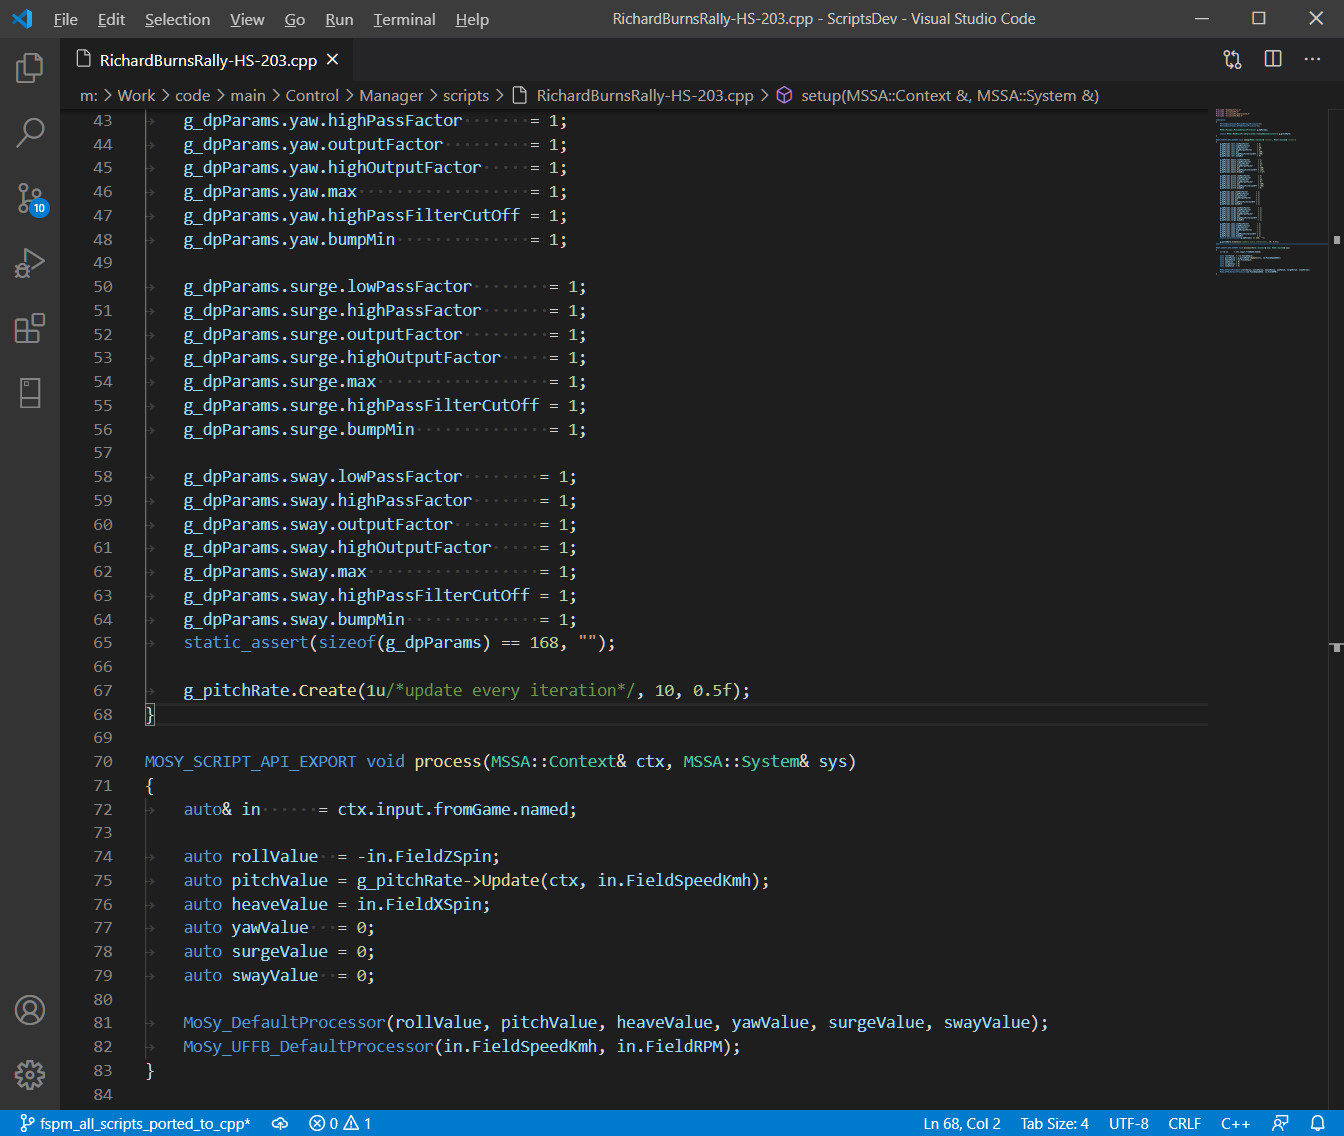 File Edit Selection View Go Run Terminal Help RichardBurnsRally-HS-203.cpp - ScriptsDev - Visual Studio Code
RichardBurnsRally-HS-203.cpp
m: > Work > code > main > Control > Manager > scripts > RichardBurnsRally-HS-203.cpp > setup(MSSA::Context &, MSSA::System &)
43 g_dpParams.yaw.highPassFactor = 1;
44 g_dpParams.yaw.outputFactor = 1;
45 g_dpParams.yaw.highOutputFactor = 1;
46 g_dpParams.yaw.max = 1;
47 g_dpParams.yaw.highPassFilterCutOff = 1;
48 g_dpParams.yaw.bumpMin = 1;
49
50 g_dpParams.surge.lowPassFactor = 1;
51 g_dpParams.surge.highPassFactor = 1;
52 g_dpParams.surge.outputFactor = 1;
53 g_dpParams.surge.highOutputFactor = 1;
54 g_dpParams.surge.max = 1;
55 g_dpParams.surge.highPassFilterCutOff = 1;
56 g_dpParams.surge.bumpMin = 1;
57
58 g_dpParams.sway.lowPassFactor = 1;
59 g_dpParams.sway.highPassFactor = 1;
60 g_dpParams.sway.outputFactor = 1;
61 g_dpParams.sway.highOutputFactor = 1;
62 g_dpParams.sway.max = 1;
63 g_dpParams.sway.highPassFilterCutOff = 1;
64 g_dpParams.sway.bumpMin = 1;
65 static_assert(sizeof(g_dpParams) == 168, "");
66
67 g_pitchRate.Create(1u/*update every iteration*/, 10, 0.5f);
68 }
69
70 MOSY_SCRIPT_API_EXPORT void process(MSSA::Context& ctx, MSSA::System& sys)
71 {
72 auto& in = ctx.input.fromGame.named;
73
74 auto rollValue = -in.FieldZSpin;
75 auto pitchValue = g_pitchRate->Update(ctx, in.FieldSpeedKmh);
76 auto heaveValue = in.FieldXSpin;
77 auto yawValue = 0;
78 auto surgeValue = 0;
79 auto swayValue = 0;
80
81 MoSy_DefaultProcessor(rollValue, pitchValue, heaveValue, yawValue, surgeValue, swayValue);
82 MoSy_UFFB_DefaultProcessor(in.FieldSpeedKmh, in.FieldRPM);
83 }
84
10
fspm_all_scripts_ported_to_cpp* 0 1 Ln 68, Col 2 Tab Size: 4 UTF-8 CRLF C++